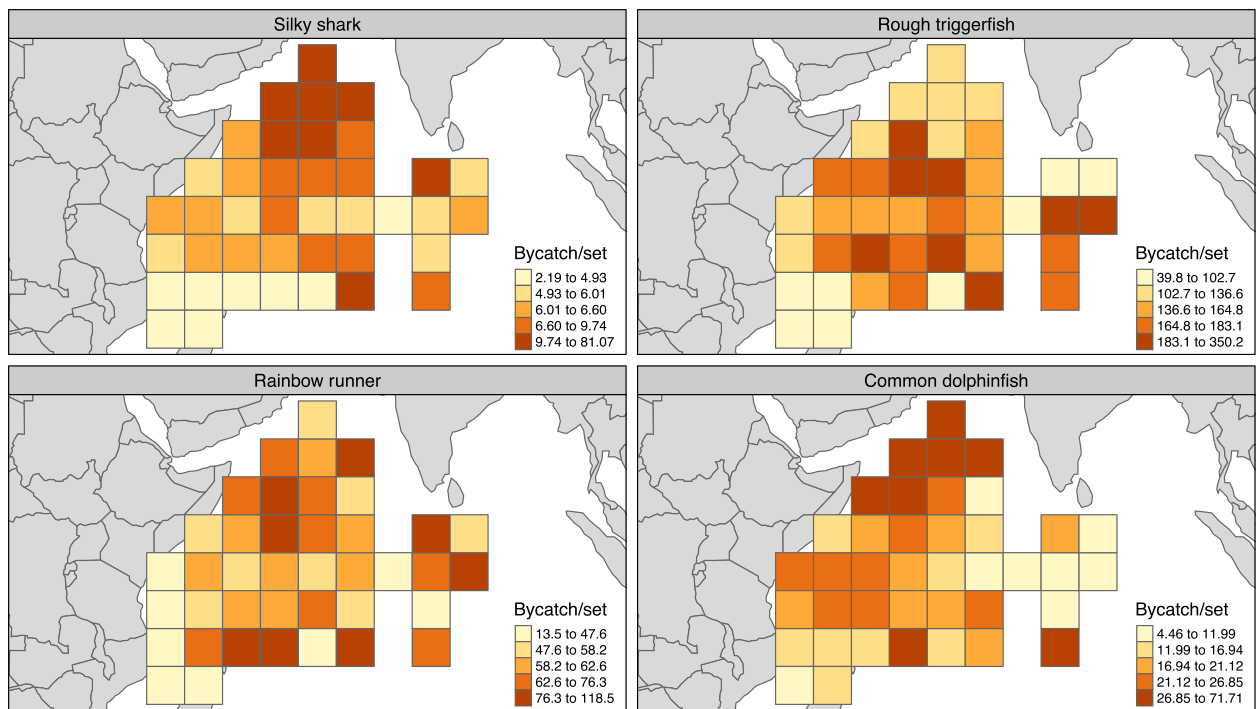 Silky shark
Bycatch/set
2.19 to 4.93
4.93 to 6.01
6.01 to 6.60
6.60 to 9.74
9.74 to 81.07
Rough triggerfish
Bycatch/set
39.8 to 102.7
102.7 to 136.6
136.6 to 164.8
164.8 to 183.1
183.1 to 350.2
Rainbow runner
Bycatch/set
13.5 to 47.6
47.6 to 58.2
58.2 to 62.6
62.6 to 76.3
76.3 to 118.5
Common dolphinfish
Bycatch/set
4.46 to 11.99
11.99 to 16.94
16.94 to 21.12
21.12 to 26.85
26.85 to 71.71